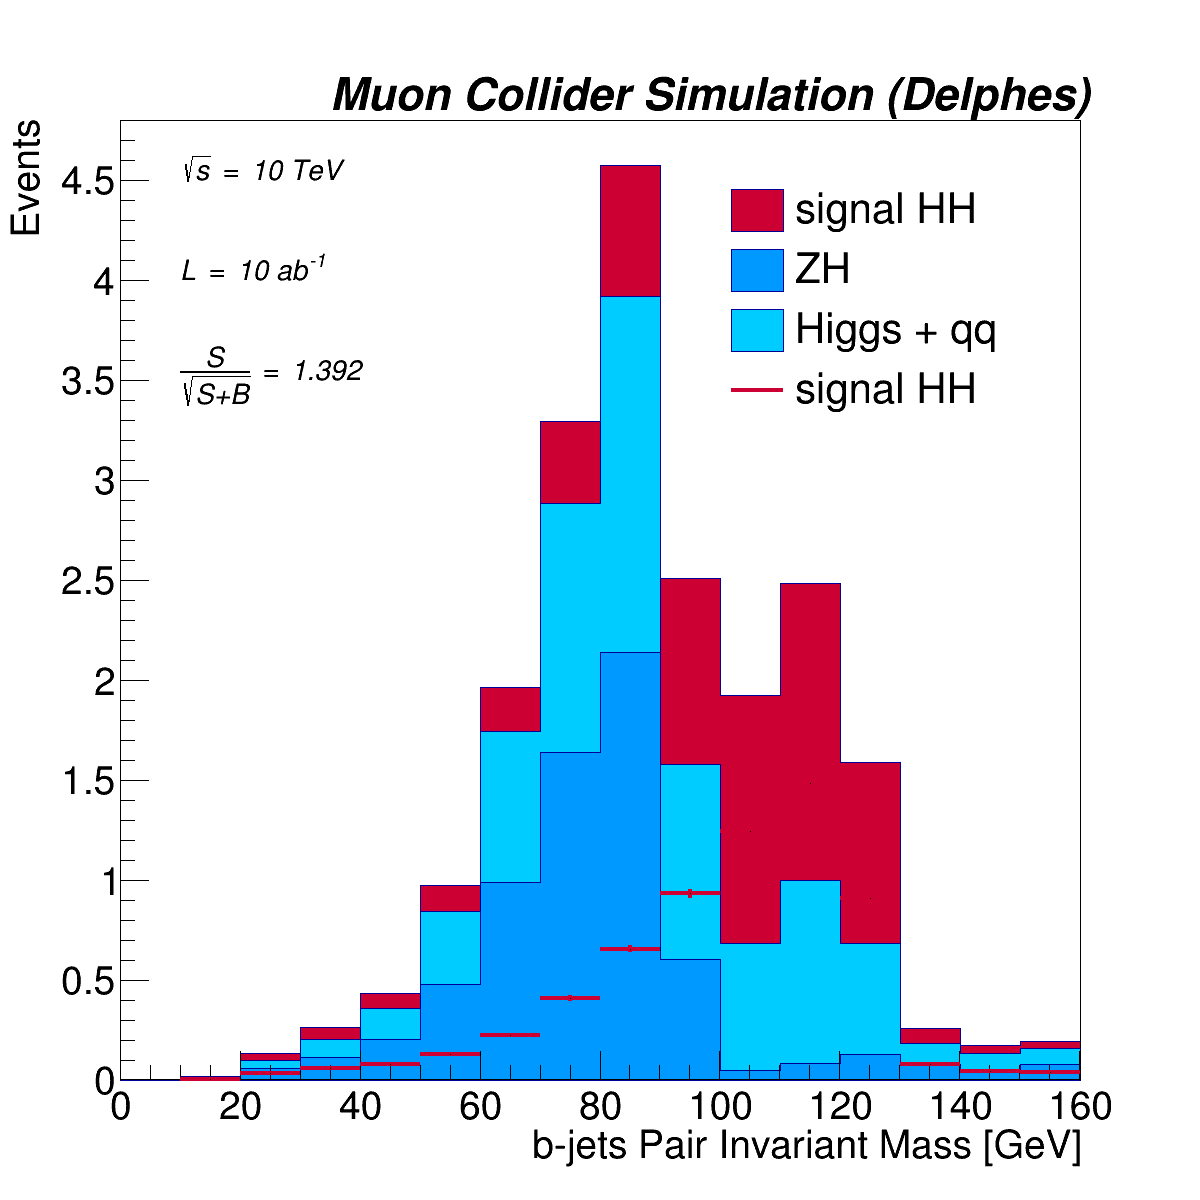 Muon Collider Simulation (Delphes)
Events
√s = 10 TeV
L = 10 ab⁻¹
S
√S+B
= 1.392
signal HH
ZH
Higgs + qq
signal HH
4.5
4
3.5
3
2.5
2
1.5
1
0.5
0
0 20 40 60 80 100 120 140 160
b-jets Pair Invariant Mass [GeV]